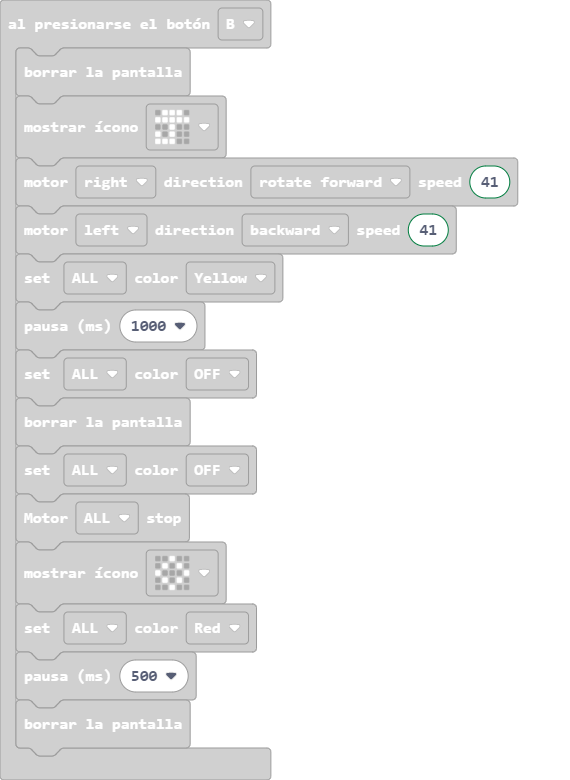 al presionarse el botón B
borrar la pantalla
mostrar ícono
motor right direction rotate forward speed 41
motor left direction backward speed 41
set ALL color Yellow
pausa (ms) 1000
set ALL color OFF
borrar la pantalla
set ALL color OFF
Motor ALL stop
mostrar ícono
set ALL color Red
pausa (ms) 500
borrar la pantalla